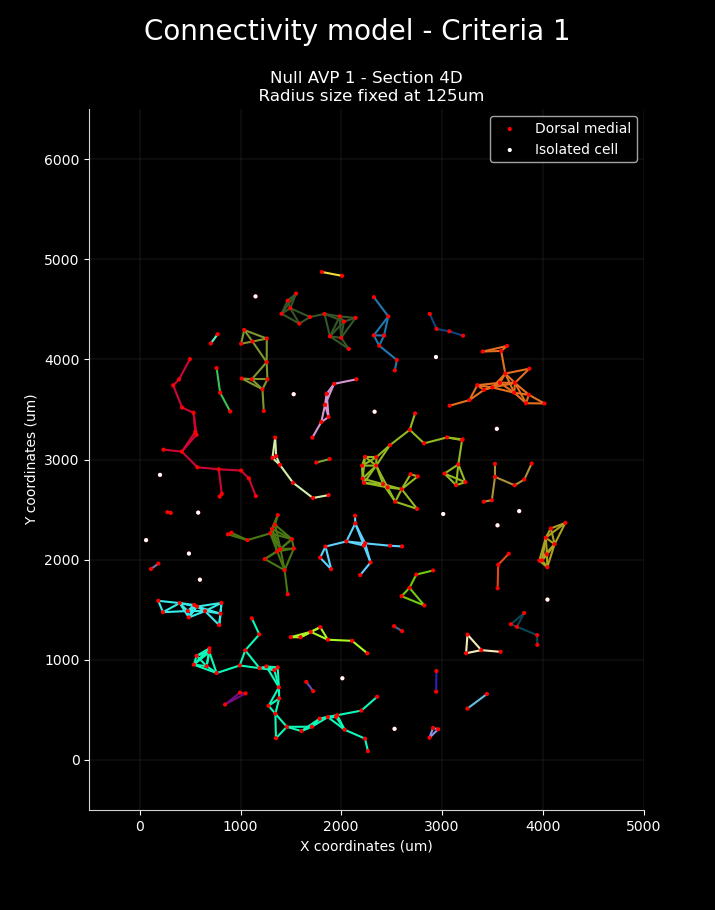 Connectivity model - Criteria 1
Null AVP 1 - Section 4D
Radius size fixed at 125um
Dorsal medial
Isolated cell
6000
5000
4000
3000
2000
1000
0
Y coordinates (um)
0 1000 2000 3000 4000 5000
X coordinates (um)